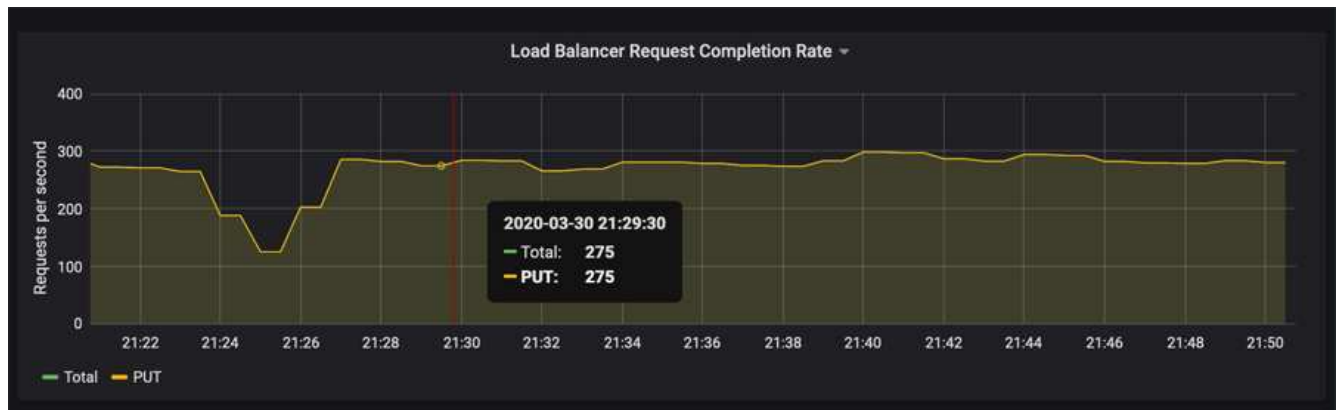 Load Balancer Request Completion Rate
Requests per second
400
300
200
100
0
2020-03-30 21:29:30
Total: 275
PUT: 275
21:22 21:24 21:26 21:28 21:30 21:32 21:34 21:36 21:38 21:40 21:42 21:44 21:46 21:48 21:50
Total PUT